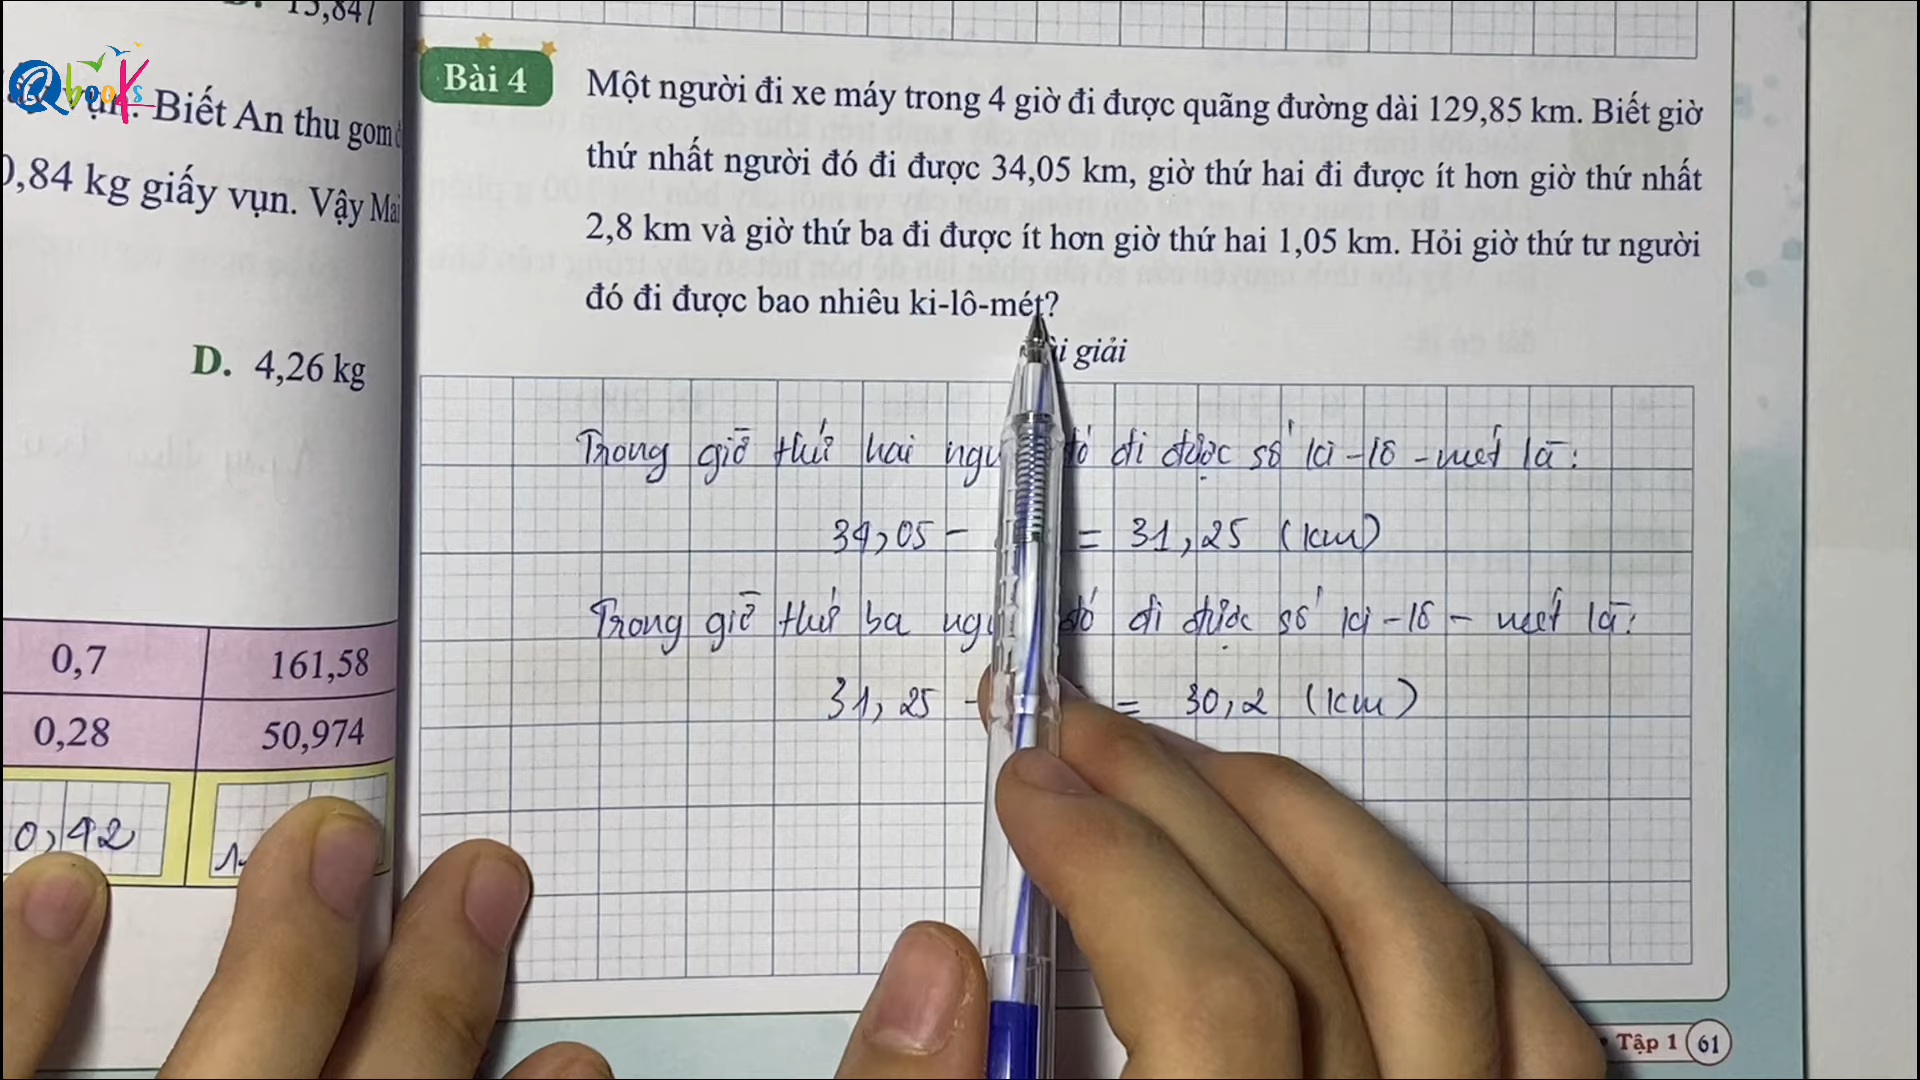 D. 13,847
Qbooks
vụn. Biết An thu gom
0,84 kg giấy vụn. Vậy Mai
D. 4,26 kg
0,7 161,58
0,28 50,974
0,42
Bài 4
Một người đi xe máy trong 4 giờ đi được quãng đường dài 129,85 km. Biết giờ
thứ nhất người đó đi được 34,05 km, giờ thứ hai đi được ít hơn giờ thứ nhất
2,8 km và giờ thứ ba đi được ít hơn giờ thứ hai 1,05 km. Hỏi giờ thứ tư người
đó đi được bao nhiêu ki-lô-mét?
giải
Trong giờ thứ hai đó đi được số ki-lô-mét là:
34,05 - = 31,25 (km)
Trong giờ thứ ba đó đi được số ki-lô-mét là:
31,25 - = 30,2 (km)
Tập 1 61